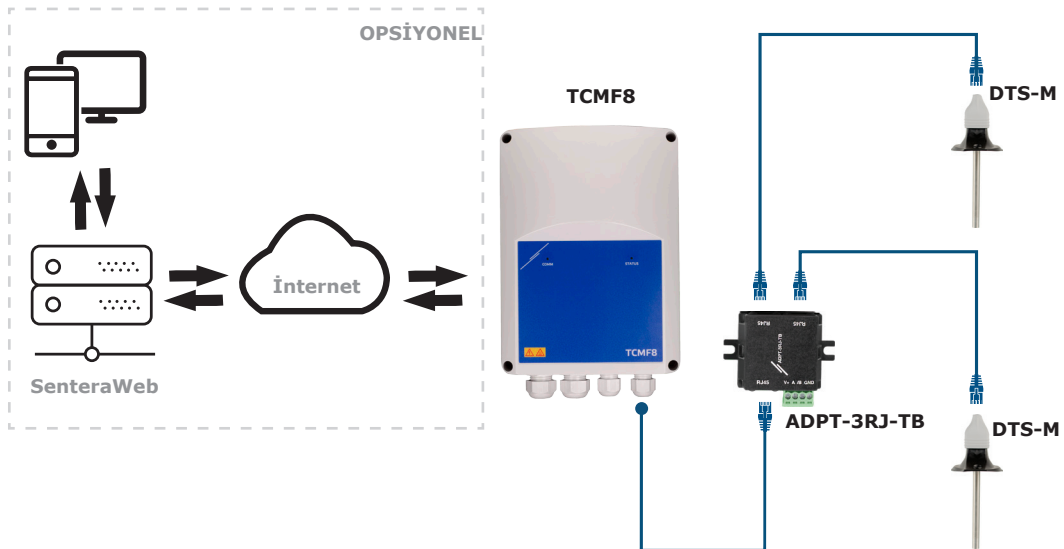 OPSİYONEL
İnternet
SenteraWeb
TCMF8
COMM
STATUS
TCMF8
DTS-M
RJ45
RJ45
ADPT-3RJ-TB
RJ45
V+ A /B GND
ADPT-3RJ-TB
DTS-M